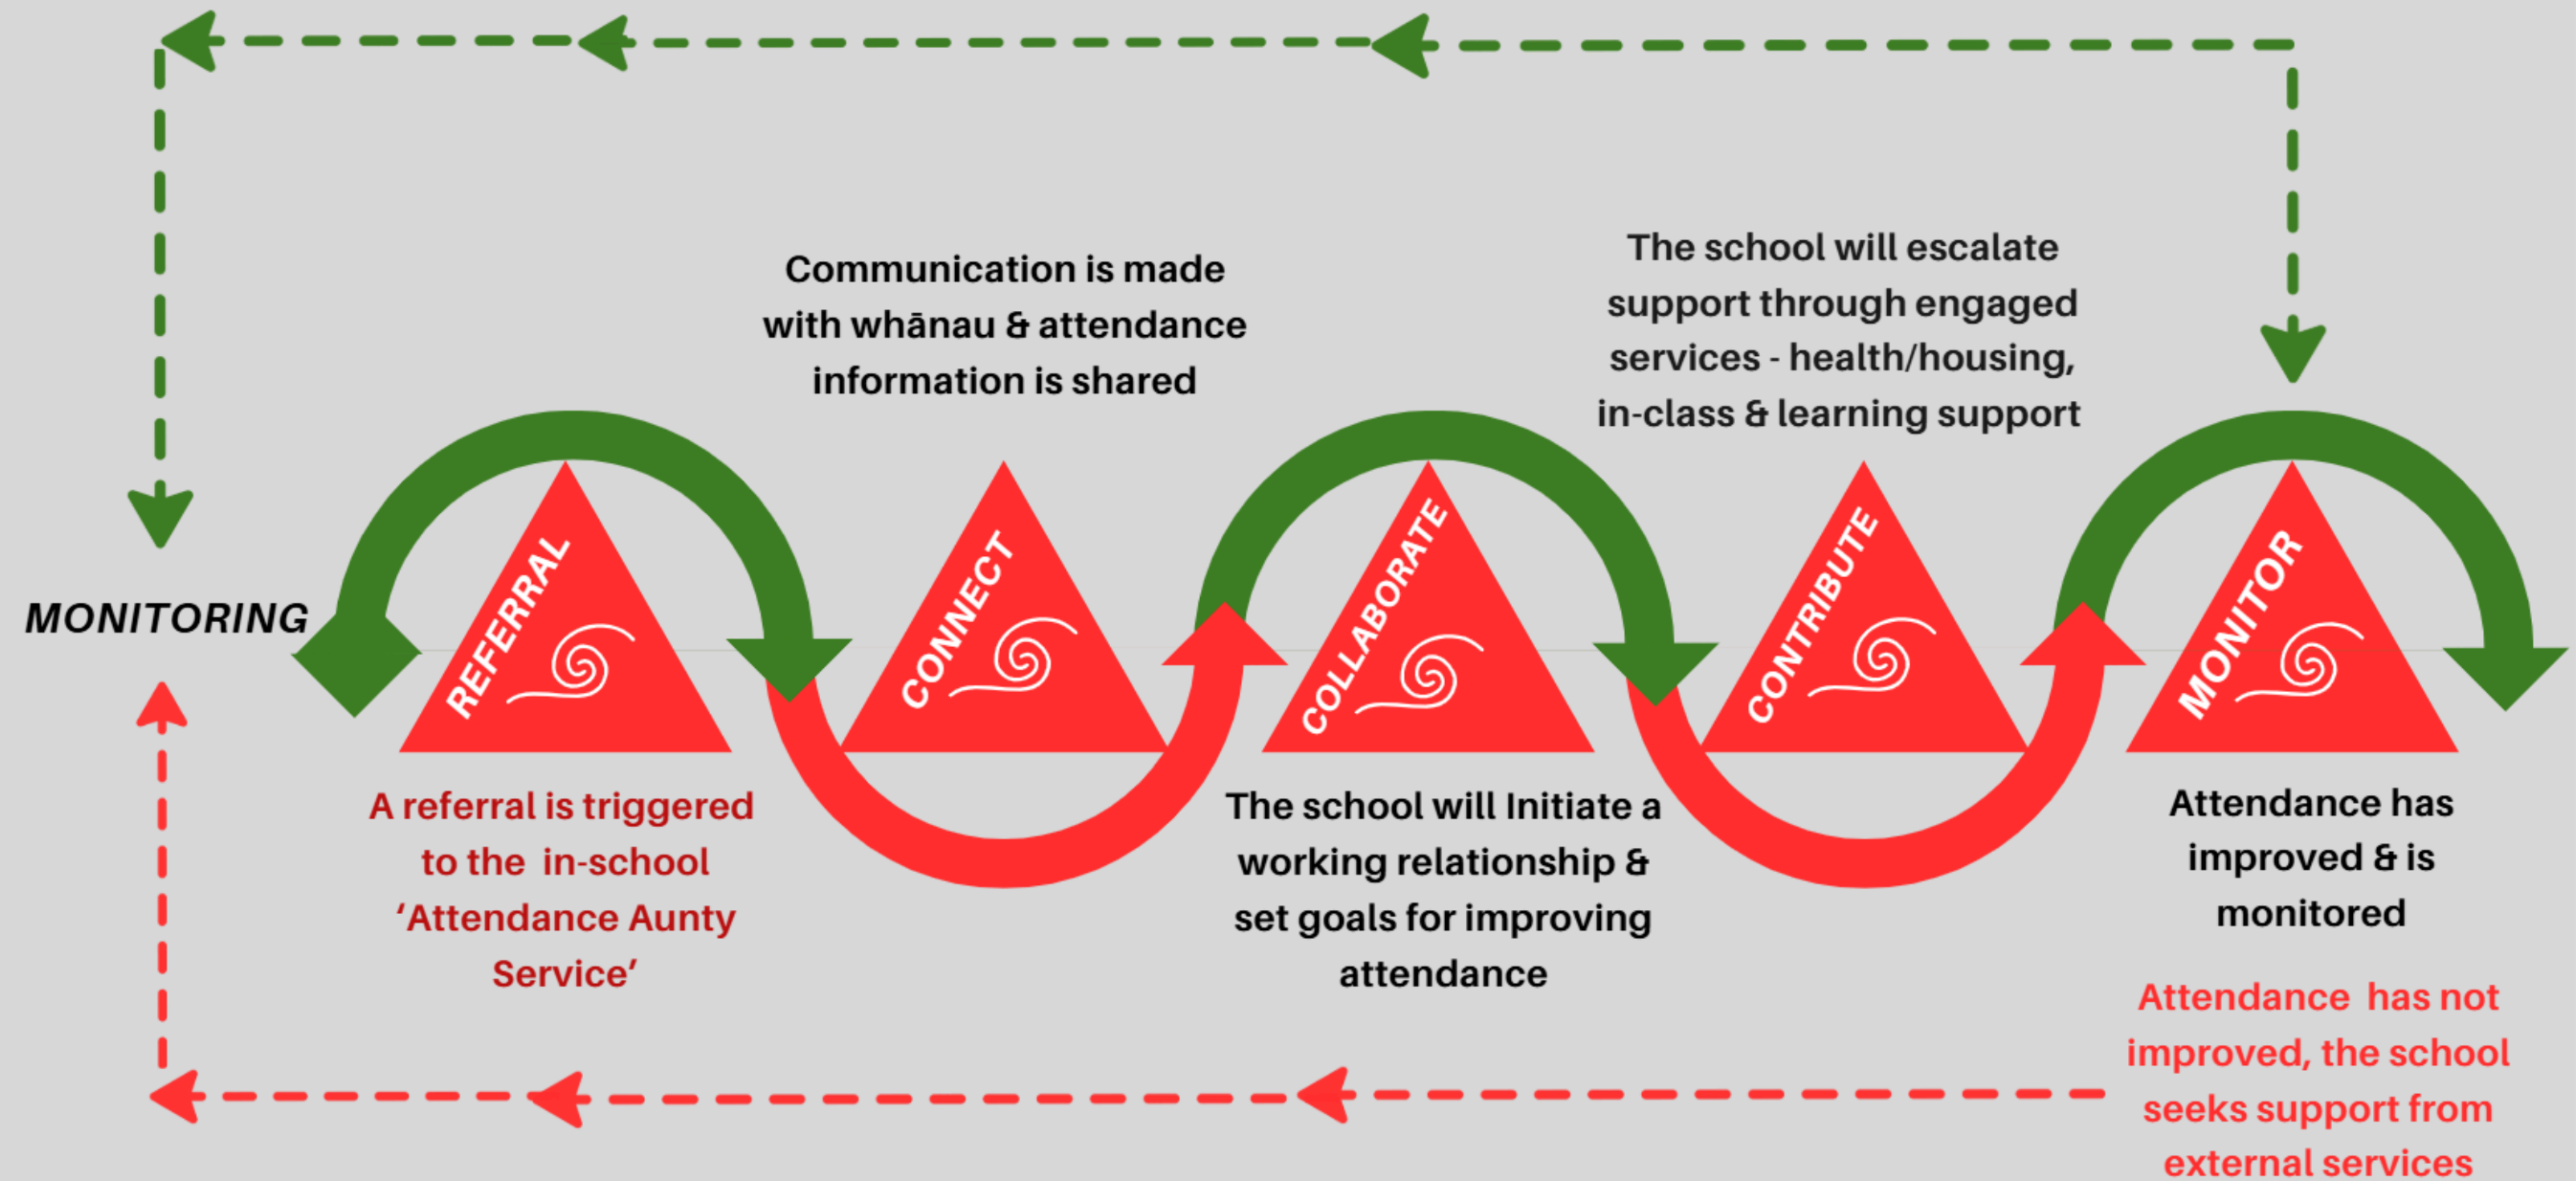 MONITORING
REFERRAL
A referral is triggered
to the in-school
‘Attendance Aunty
Service’
Communication is made
with whānau & attendance
information is shared
CONNECT
COLLABORATE
The school will Initiate a
working relationship &
set goals for improving
attendance
The school will escalate
support through engaged
services - health/housing,
in-class & learning support
CONTRIBUTE
MONITOR
Attendance has
improved & is
monitored
Attendance has not
improved, the school
seeks support from
external services